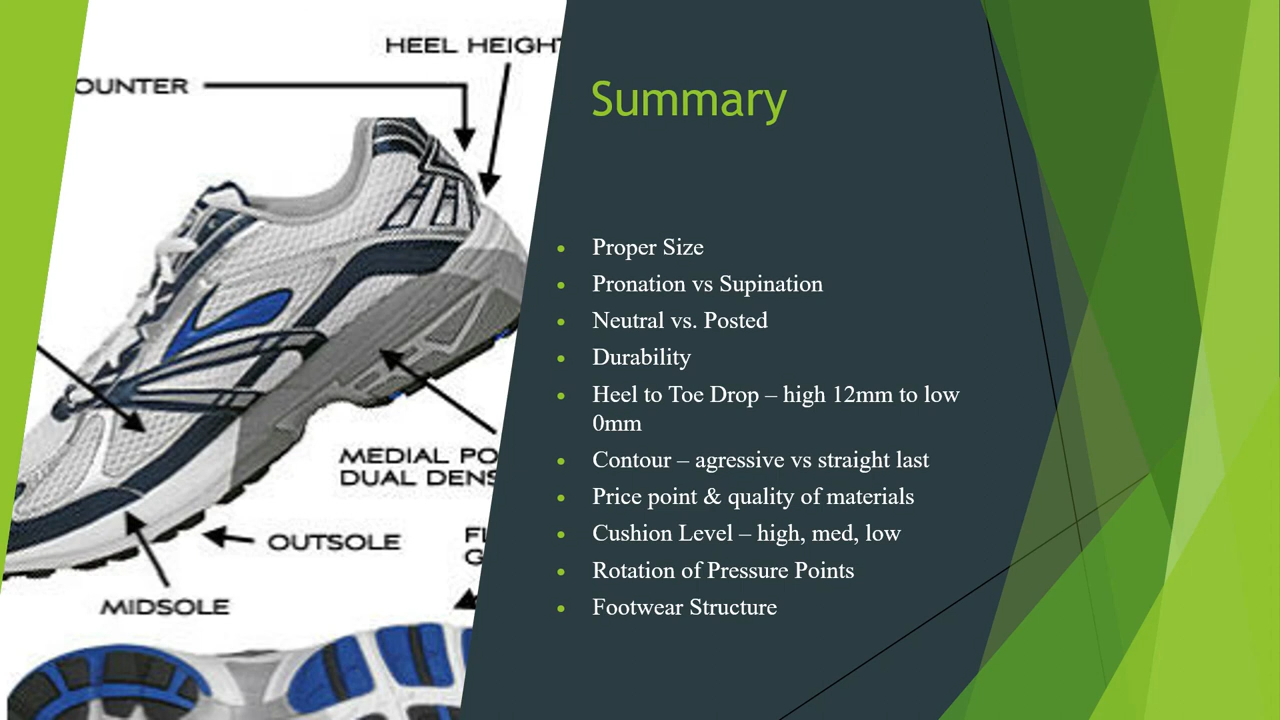 HEEL HEIGHT
OUNTER
MEDIAL PO
DUAL DENS
OUTSOLE
FL
G
MIDSOLE
Summary
Proper Size
Pronation vs Supination
Neutral vs. Posted
Durability
Heel to Toe Drop – high 12mm to low
0mm
Contour – agressive vs straight last
Price point & quality of materials
Cushion Level – high, med, low
Rotation of Pressure Points
Footwear Structure